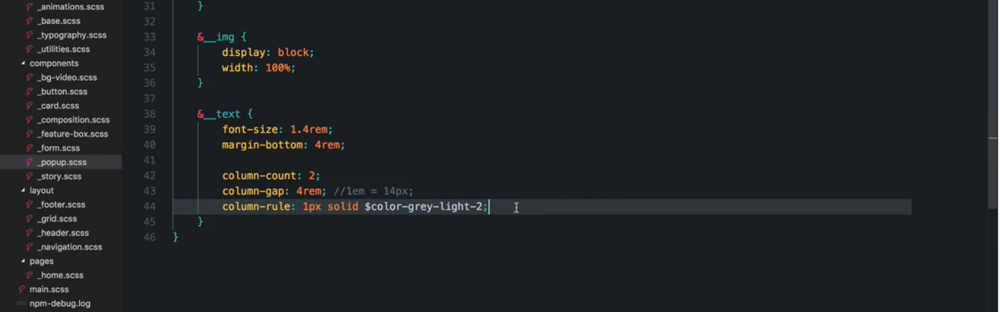 _animations.scss
_base.scss
_typography.scss
_utilities.scss
components
_bg-video.scss
_button.scss
_card.scss
_composition.scss
_feature-box.scss
_form.scss
_popup.scss
_story.scss
layout
_footer.scss
_grid.scss
_header.scss
_navigation.scss
pages
_home.scss
main.scss
npm-debug.log
31 }
32
33 &__img {
34 display: block;
35 width: 100%;
36 }
37
38 &__text {
39 font-size: 1.4rem;
40 margin-bottom: 4rem;
41
42 column-count: 2;
43 column-gap: 4rem; //1em = 14px;
44 column-rule: 1px solid $color-grey-light-2;
45 }
46 }